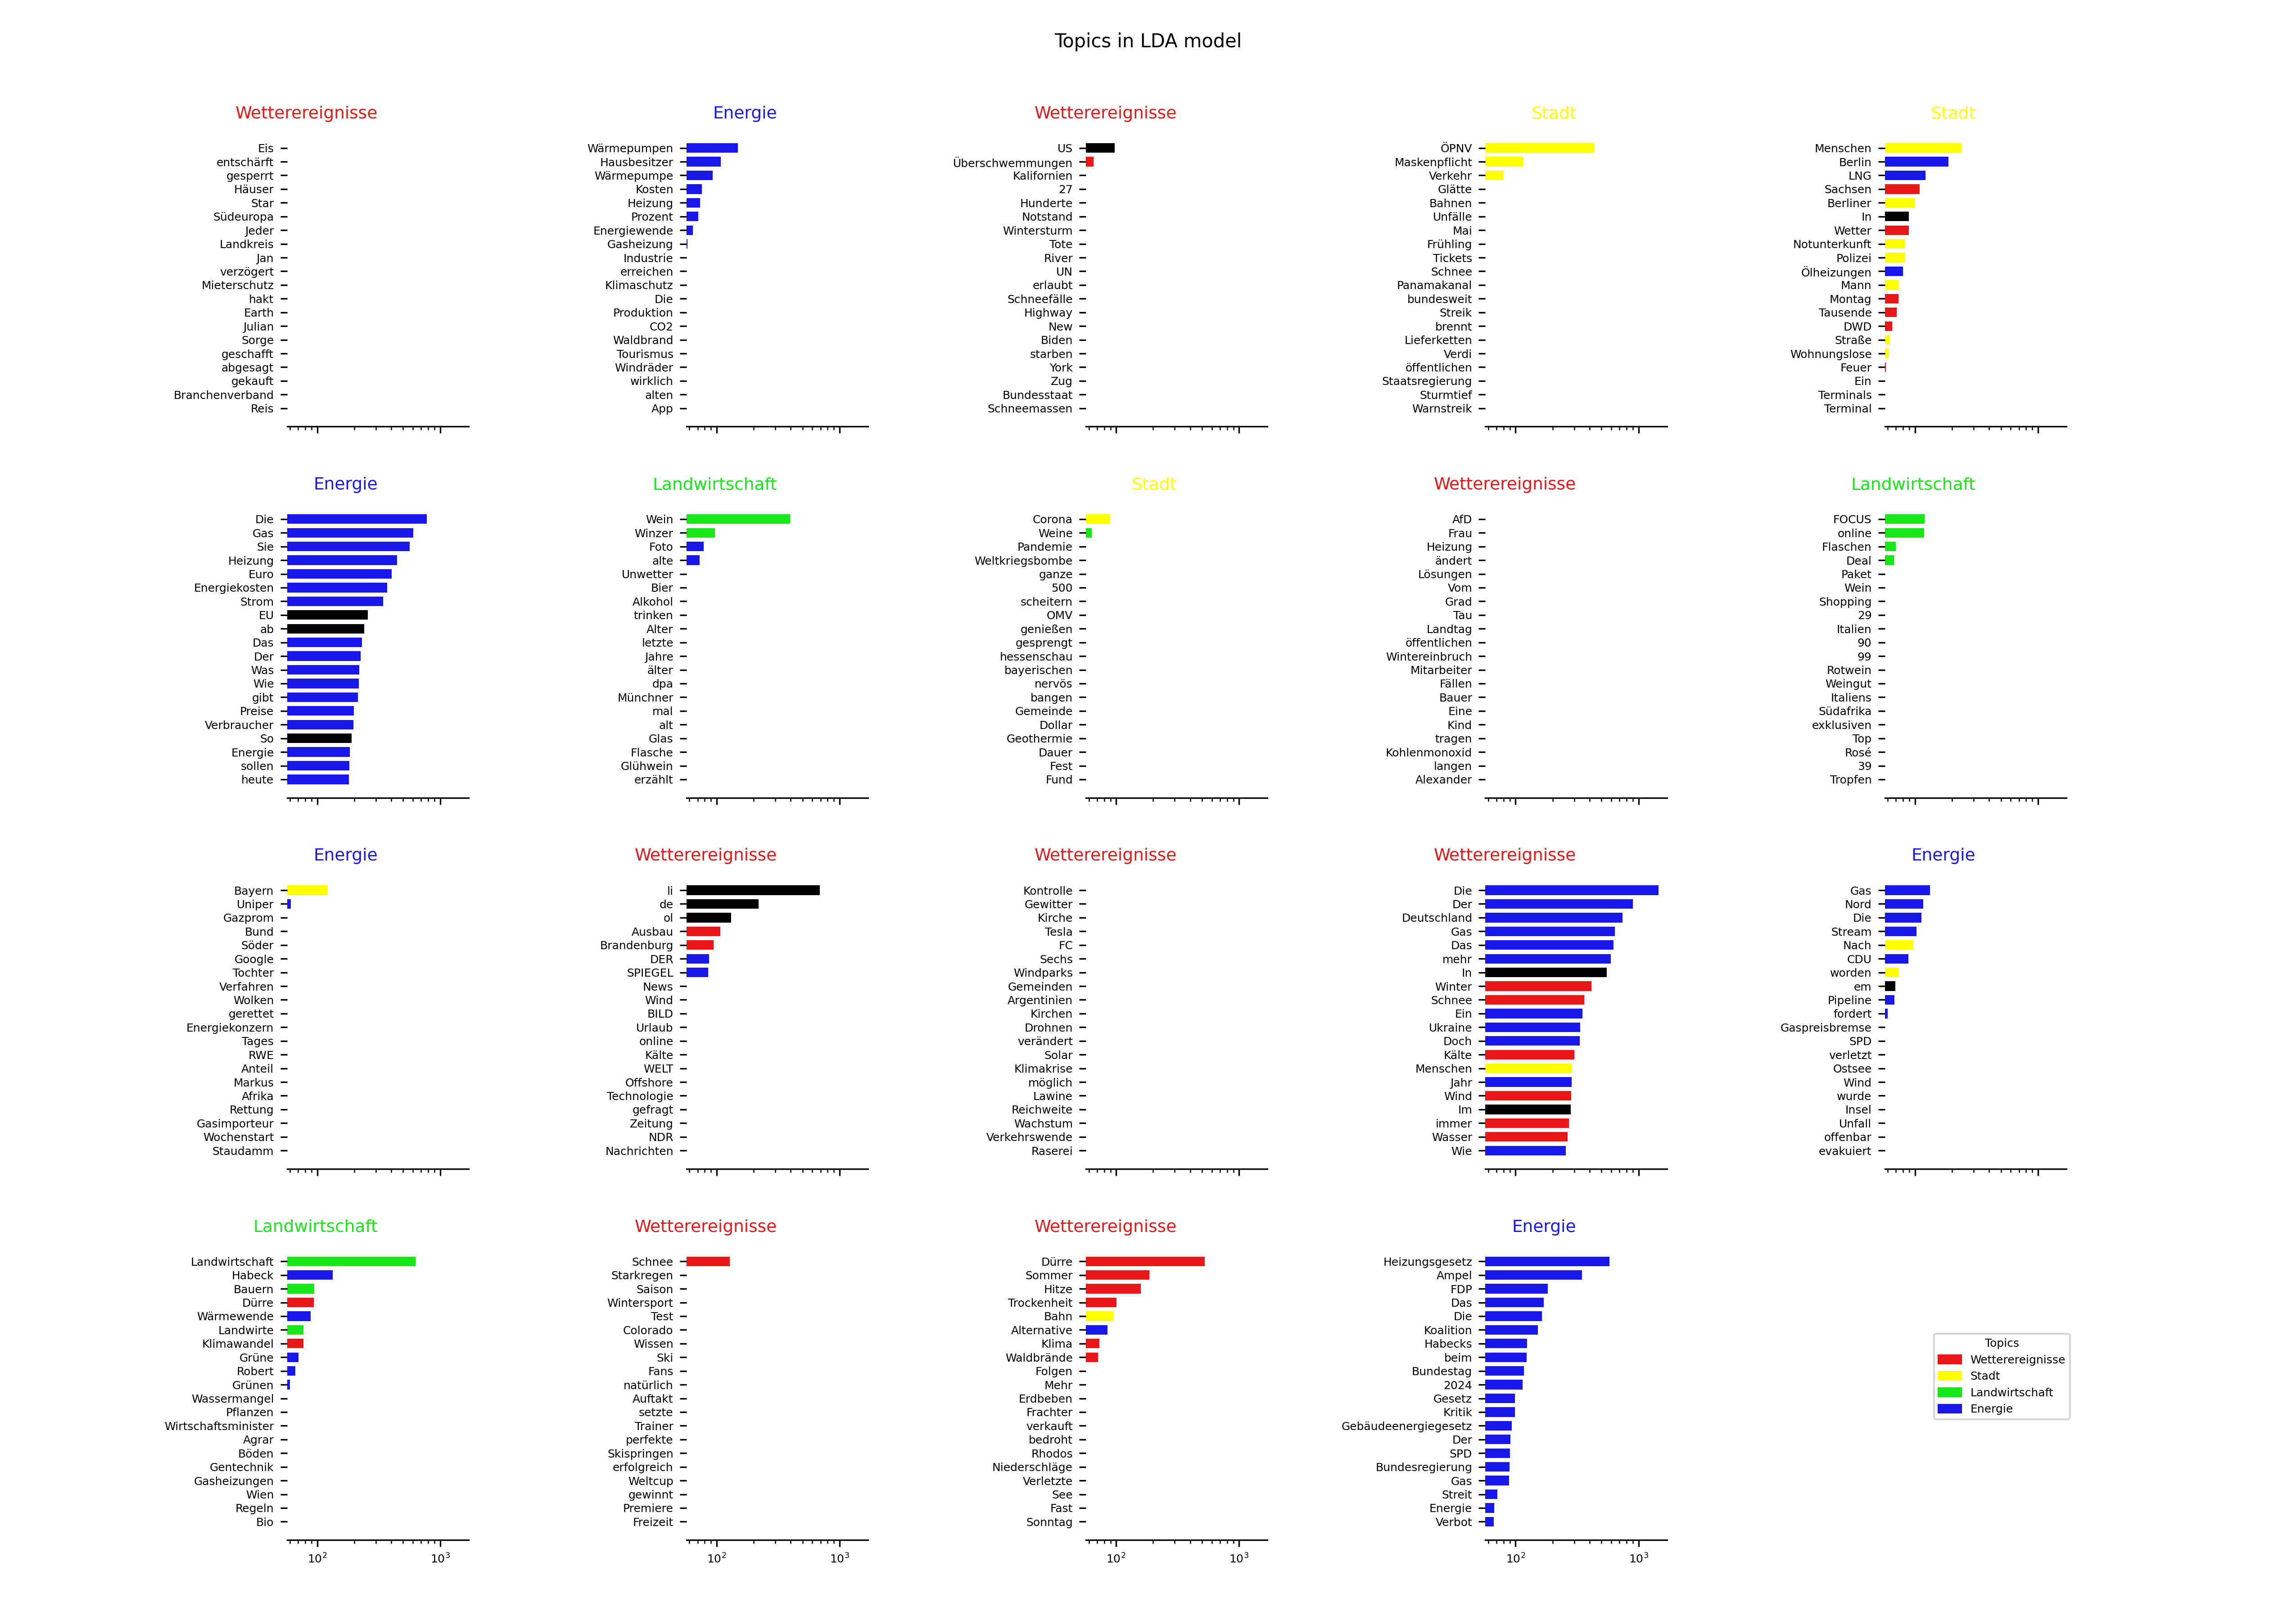 Topics in LDA model
Wetterereignisse
Eis
entschärft
gesperrt
Häuser
Star
Südeuropa
Jeder
Landkreis
Jan
verzögert
Mieterschutz
hakt
Earth
Julian
Sorge
geschafft
abgesagt
gekauft
Branchenverband
Reis
Energie
Wärmepumpen
Hausbesitzer
Wärmepumpe
Kosten
Heizung
Prozent
Energiewende
Gasheizung
Industrie
erreichen
Klimaschutz
Die
Produktion
CO2
Waldbrand
Tourismus
Windräder
wirklich
alten
App
Wetterereignisse
US
Überschwemmungen
Kalifornien
27
Hunderte
Notstand
Wintersturm
Tote
River
UN
erlaubt
Schneefälle
Highway
New
Biden
starben
York
Zug
Bundesstaat
Schneemassen
Stadt
ÖPNV
Maskenpflicht
Verkehr
Glätte
Bahnen
Unfälle
Mai
Frühling
Tickets
Schnee
Panamakanal
bundesweit
Streik
brennt
Lieferketten
Verdi
öffentlichen
Staatsregierung
Sturmtief
Warnstreik
Stadt
Menschen
Berlin
LNG
Sachsen
Berliner
In
Wetter
Notunterkunft
Polizei
Ölheizungen
Mann
Montag
Tausende
DWD
Straße
Wohnungslose
Feuer
Ein
Terminals
Terminal
Energie
Die
Gas
Sie
Heizung
Euro
Energiekosten
Strom
EU
ab
Das
Der
Was
Wie
gibt
Preise
Verbraucher
So
Energie
sollen
heute
Landwirtschaft
Wein
Winzer
Foto
alte
Unwetter
Bier
Alkohol
trinken
Alter
letzte
Jahre
älter
dpa
Münchner
mal
alt
Glas
Flasche
Glühwein
erzählt
Stadt
Corona
Weine
Pandemie
Weltkriegsbombe
ganze
500
scheitern
OMV
genießen
gesprengt
hessenschau
bayerischen
nervös
bangen
Gemeinde
Dollar
Geothermie
Dauer
Fest
Fund
Wetterereignisse
AfD
Frau
Heizung
ändert
Lösungen
Vom
Grad
Tau
Landtag
öffentlichen
Wintereinbruch
Mitarbeiter
Fällen
Bauer
Eine
Kind
tragen
Kohlenmonoxid
langen
Alexander
Landwirtschaft
FOCUS
online
Flaschen
Deal
Paket
Wein
Shopping
29
Italien
90
99
Rotwein
Weingut
Italiens
Südafrika
exklusiven
Top
Rosé
39
Tropfen
Energie
Bayern
Uniper
Gazprom
Bund
Söder
Google
Tochter
Verfahren
Wolken
gerettet
Energiekonzern
Tages
RWE
Anteil
Markus
Afrika
Rettung
Gasimporteur
Wochenstart
Staudamm
Wetterereignisse
li
de
ol
Ausbau
Brandenburg
DER
SPIEGEL
News
Wind
BILD
Urlaub
online
Kälte
WELT
Offshore
Technologie
gefragt
Zeitung
NDR
Nachrichten
Wetterereignisse
Kontrolle
Gewitter
Kirche
Tesla
FC
Sechs
Windparks
Gemeinden
Argentinien
Kirchen
Drohnen
verändert
Solar
Klimakrise
möglich
Lawine
Reichweite
Wachstum
Verkehrswende
Raserei
Wetterereignisse
Die
Der
Deutschland
Gas
Das
mehr
In
Winter
Schnee
Ein
Ukraine
Doch
Kälte
Menschen
Jahr
Wind
Im
immer
Wasser
Wie
Energie
Gas
Nord
Die
Stream
Nach
CDU
worden
em
Pipeline
fordert
Gaspreisbremse
SPD
verletzt
Ostsee
Wind
wurde
Insel
Unfall
offenbar
evakuiert
Landwirtschaft
Landwirtschaft
Habeck
Bauern
Dürre
Wärmewende
Landwirte
Klimawandel
Grüne
Robert
Grünen
Wassermangel
Pflanzen
Wirtschaftsminister
Agrar
Böden
Gentechnik
Gasheizungen
Wien
Regeln
Bio
10² 10³
Wetterereignisse
Schnee
Starkregen
Saison
Wintersport
Test
Colorado
Wissen
Ski
Fans
natürlich
Auftakt
setzte
Trainer
perfekte
Skispringen
erfolgreich
Weltcup
gewinnt
Premiere
Freizeit
10² 10³
Wetterereignisse
Dürre
Sommer
Hitze
Trockenheit
Bahn
Alternative
Klima
Waldbrände
Folgen
Mehr
Erdbeben
Frachter
verkauft
bedroht
Rhodos
Niederschläge
Verletzte
See
Fast
Sonntag
10² 10³
Energie
Heizungsgesetz
Ampel
FDP
Das
Die
Koalition
Habecks
beim
Bundestag
2024
Gesetz
Kritik
Gebäudeenergiegesetz
Der
SPD
Bundesregierung
Gas
Streit
Energie
Verbot
10² 10³
Topics
Wetterereignisse
Stadt
Landwirtschaft
Energie